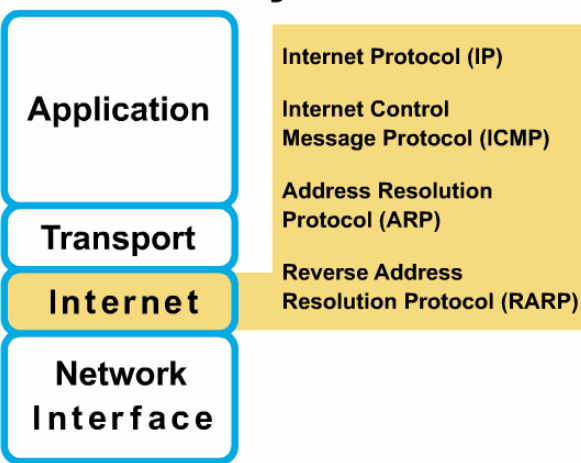 Application
Transport
Internet
Network
Interface
Internet Protocol (IP)
Internet Control
Message Protocol (ICMP)
Address Resolution
Protocol (ARP)
Reverse Address
Resolution Protocol (RARP)